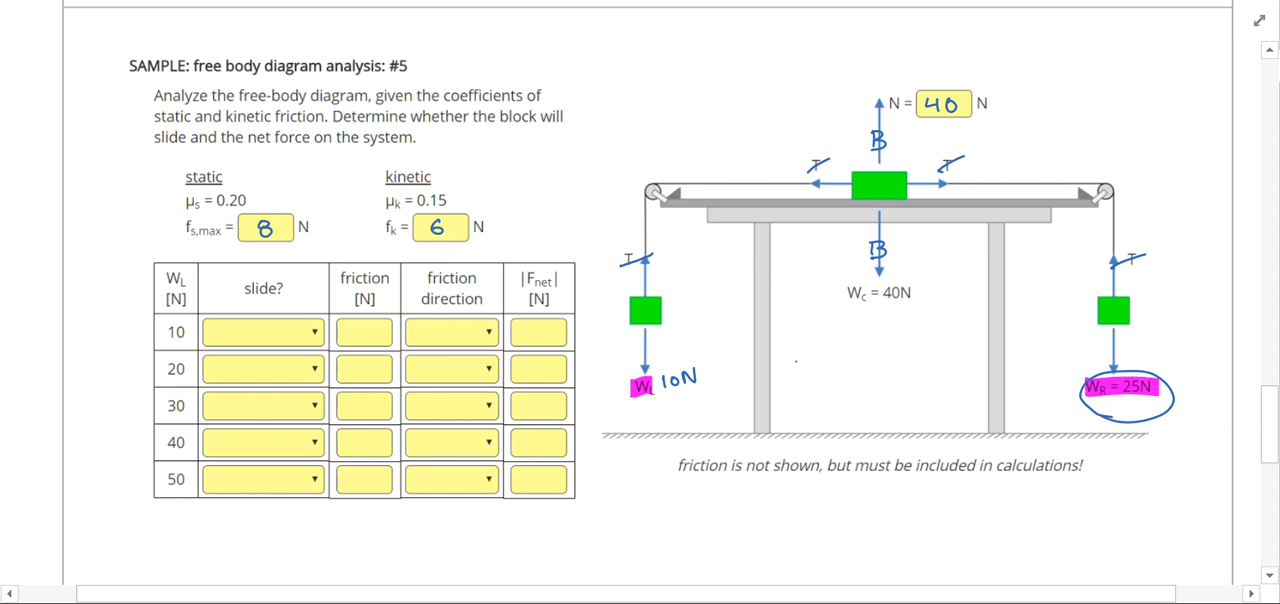 SAMPLE: free body diagram analysis: #5
Analyze the free-body diagram, given the coefficients of
static and kinetic friction. Determine whether the block will
slide and the net force on the system.
static
μs = 0.20
fs,max = 8 N
kinetic
μk = 0.15
fk = 6 N
WL [N] slide? friction [N] friction direction |Fnet| [N]
10
20
30
40
50
N = 40 N
B
T T
B
Wc = 40N
T T
WL 10N
WR = 25N
friction is not shown, but must be included in calculations!